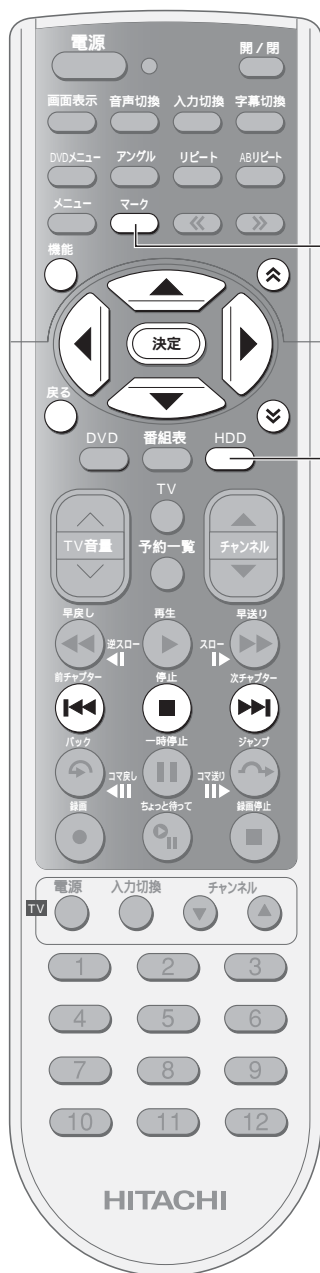 電源
開/閉
画面表示 音声切換 入力切換 字幕切換
DVDメニュー アングル リピート ABリピート
メニュー マーク
機能
決定
戻る
DVD 番組表 HDD
TV
TV音量 予約一覧 チャンネル
早戻し 再生 早送り
逆スロー スロー
前チャプター 停止 次チャプター
バック 一時停止 ジャンプ
コマ戻し コマ送り
録画 ちょっと待って 録画停止
電源 入力切換 チャンネル
TV
1 2 3
4 5 6
7 8 9
10 11 12
HITACHI